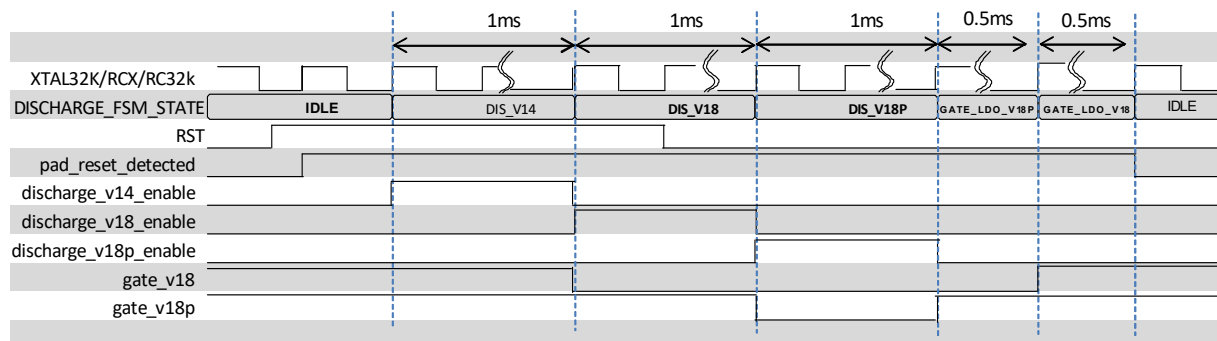 1ms 1ms 1ms 0.5ms 0.5ms
XTAL32K/RCX/RC32k
DISCHARGE_FSM_STATE IDLE DIS_V14 DIS_V18 DIS_V18P GATE_LDO_V18P GATE_LDO_V18 IDLE
RST
pad_reset_detected
discharge_v14_enable
discharge_v18_enable
discharge_v18p_enable
gate_v18
gate_v18p